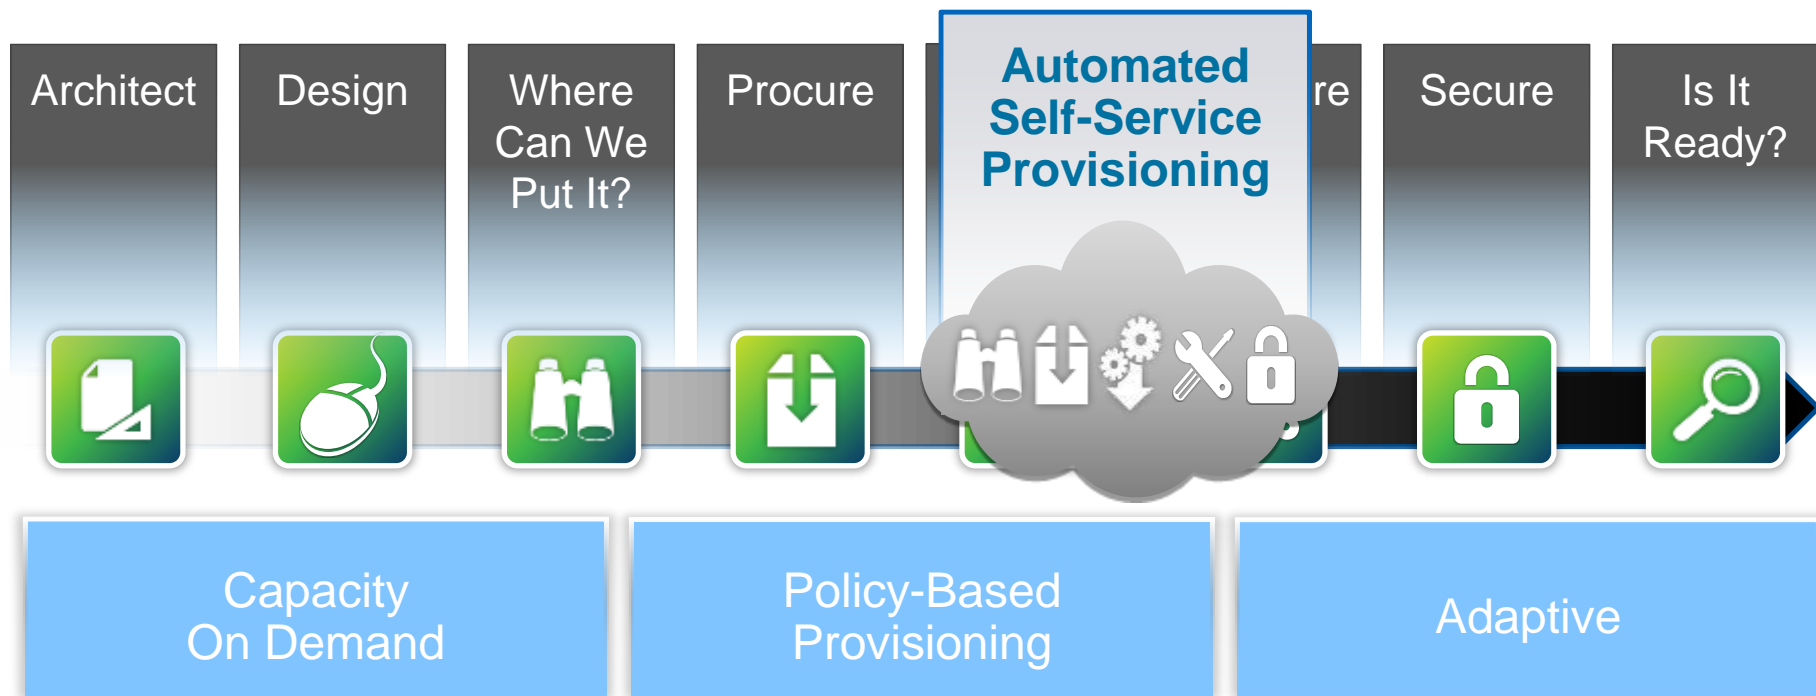 Architect
Design
Where
Can We
Put It?
Procure
Automated
Self-Service
Provisioning
re
Secure
Is It
Ready?
Capacity
On Demand
Policy-Based
Provisioning
Adaptive